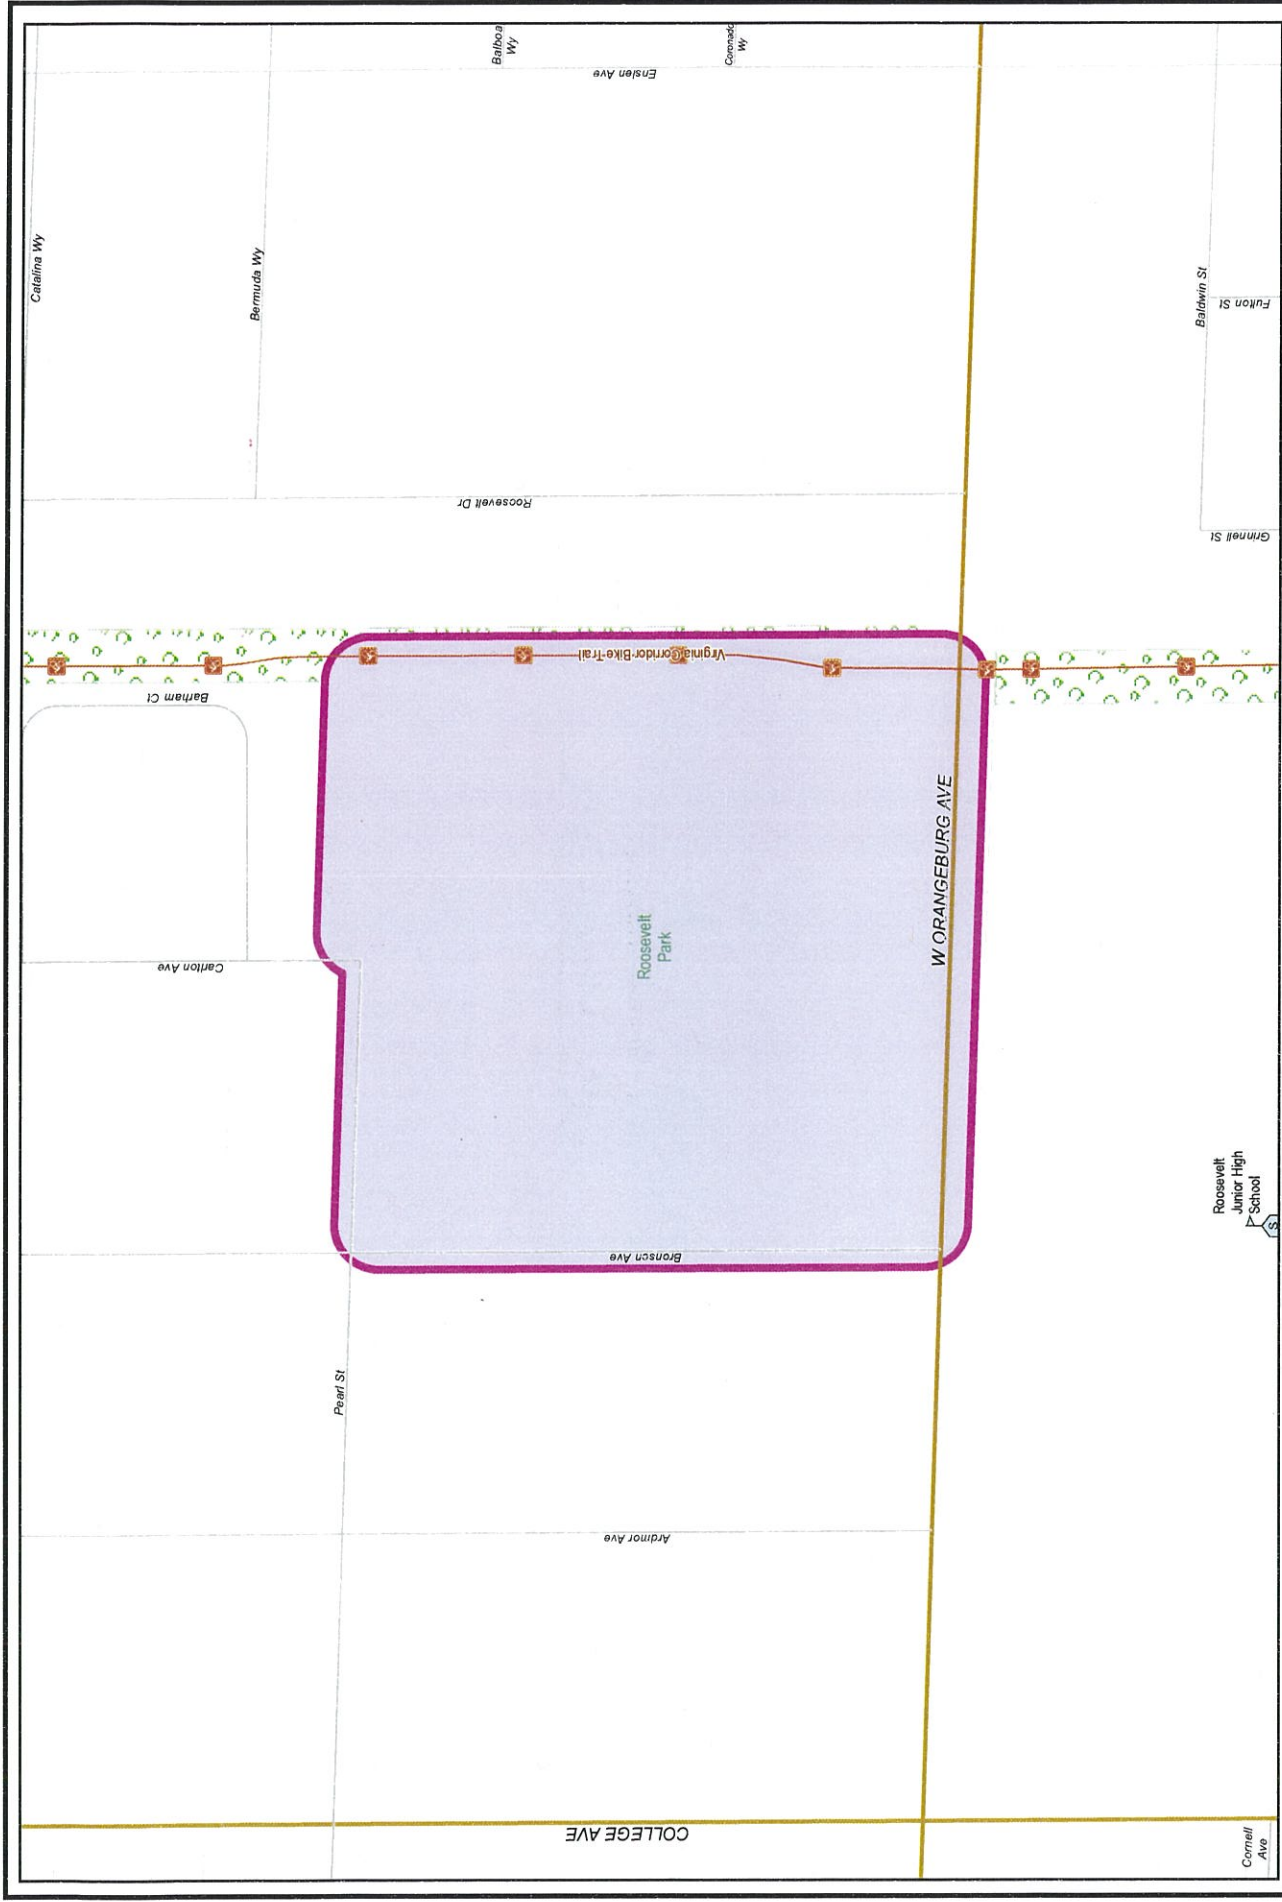 Catalina Wy
Barham Ct
Carlton Ave
Bermuda Wy
Pearl St
Roosevelt Dr
Balboa
Wy
COLLEGE AVE
Ardmor Ave
Bronson Ave
Roosevelt
Park
Virginia Corridor Bike Trail
Enslen Ave
Coronado
Wy
W ORANGEBURG AVE
Baldwin St
Cornell
Ave
Roosevelt
Junior High
School
S
Grinnell St
Fulton St